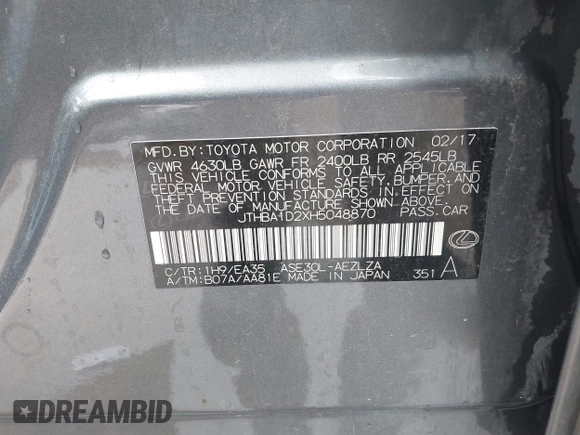 MFD.BY:TOYOTA MOTOR CORPORATION 02/17
GVWR 4630LB GAWR FR 2400LB RR 2545LB
THIS VEHICLE CONFORMS TO ALL APPLICABLE
FEDERAL MOTOR VEHICLE SAFETY,BUMPER,AND
THEFT PREVENTION STANDARDS IN EFFECT ON
THE DATE OF MANUFACTURE SHOWN ABOVE.
JTHBA1D2XH5048870 PASS.CAR
C/TR:1H9/EA35 ASE30L-AEZLZA
A/TM:B07A/AA81E MADE IN JAPAN 351 A
DREAMBID